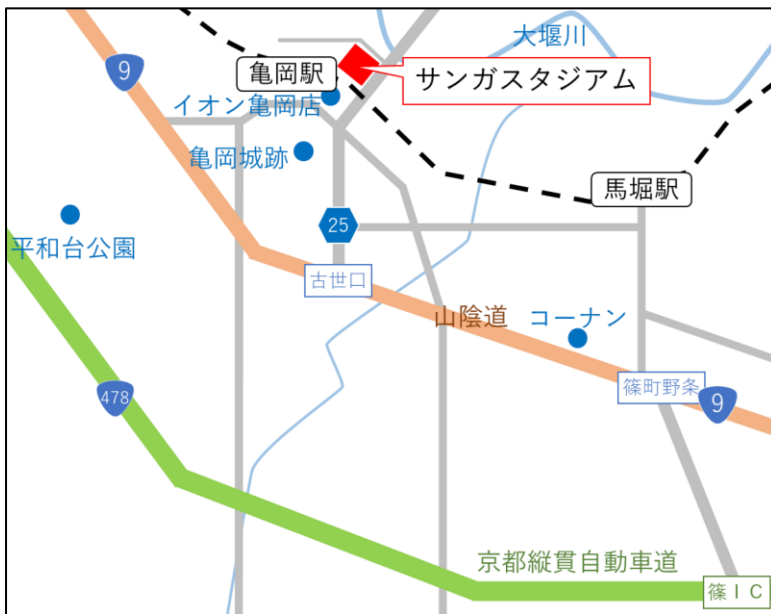 大堰川
9
亀岡駅
サンガスタジアム
イオン亀岡店
亀岡城跡
馬堀駅
25
平和台公園
古世口
山陰道
コーナン
篠町野条
9
478
京都縦貫自動車道
篠IC